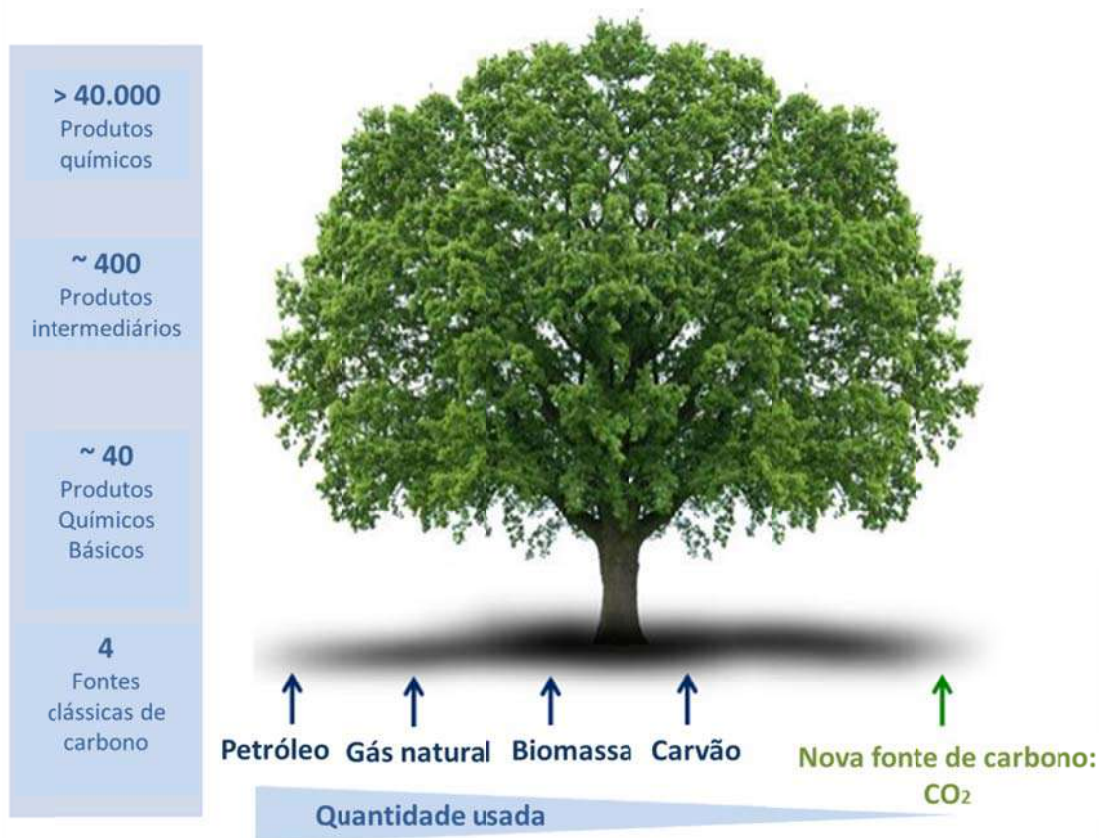 > 40.000
Produtos
químicos
~ 400
Produtos
intermediários
~ 40
Produtos
Químicos
Básicos
4
Fontes
clássicas de
carbono
Petróleo
Gás natural
Biomassa
Carvão
Nova fonte de carbono:
CO₂
Quantidade usada